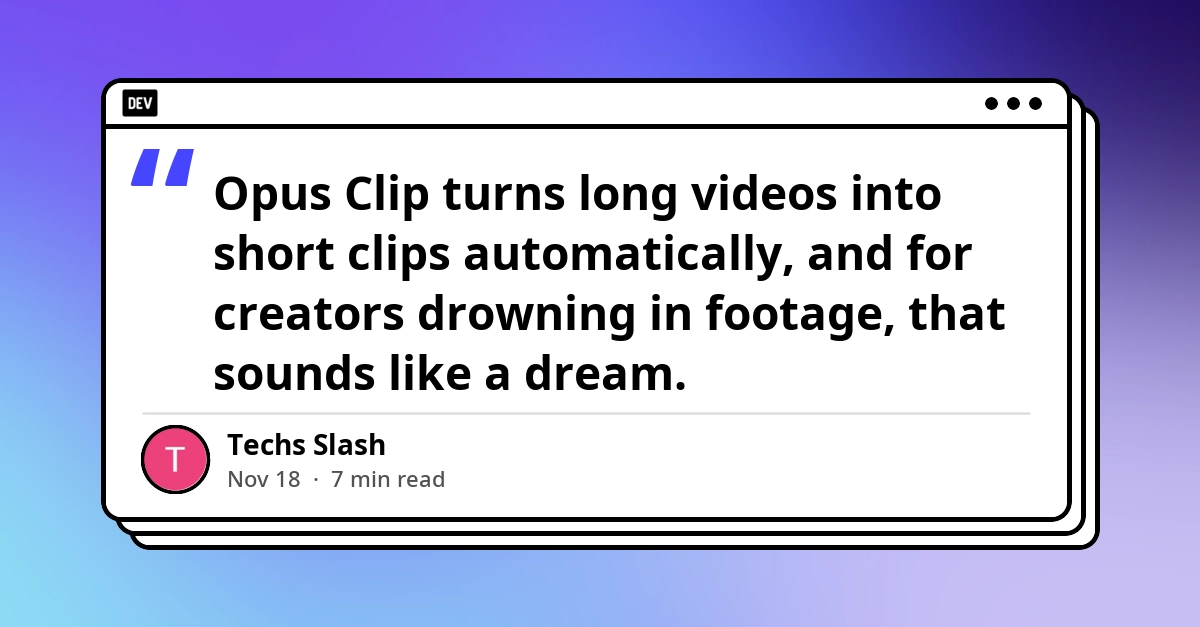 DEV
“
Opus Clip turns long videos into
short clips automatically, and for
creators drowning in footage, that
sounds like a dream.
T
Techs Slash
Nov 18 · 7 min read